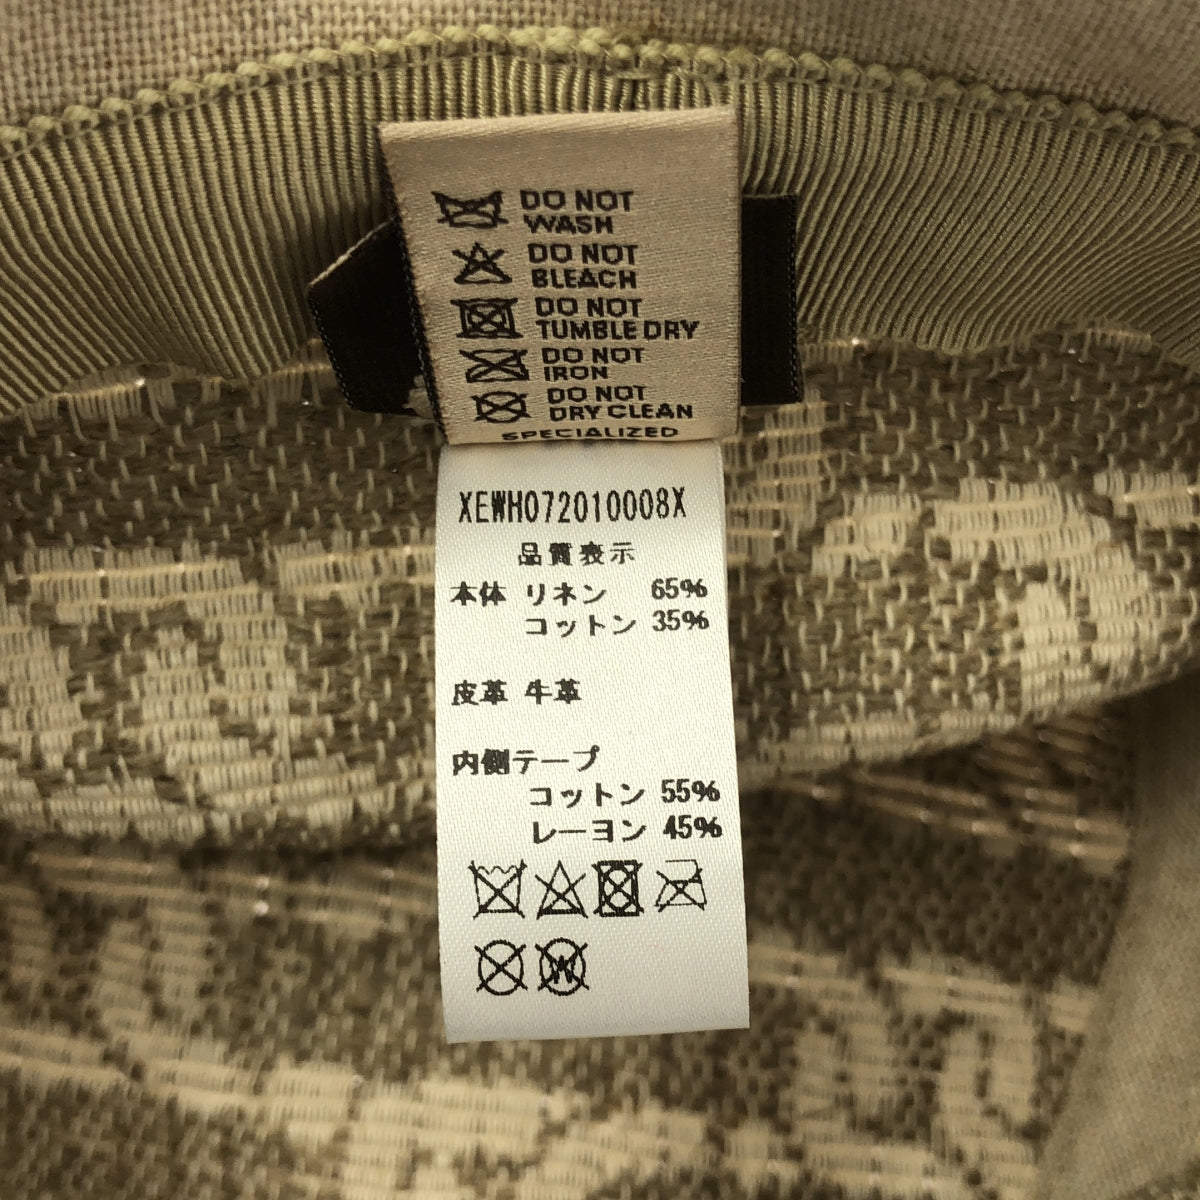 DO NOT
WASH
DO NOT
BLEACH
DO NOT
TUMBLE DRY
DO NOT
IRON
DO NOT
DRY CLEAN
SPECIALIZED
XEWH072010008X
品質表示
本体 リネン 65%
コットン 35%
皮革 牛革
内側テープ
コットン 55%
レーヨン 45%
W